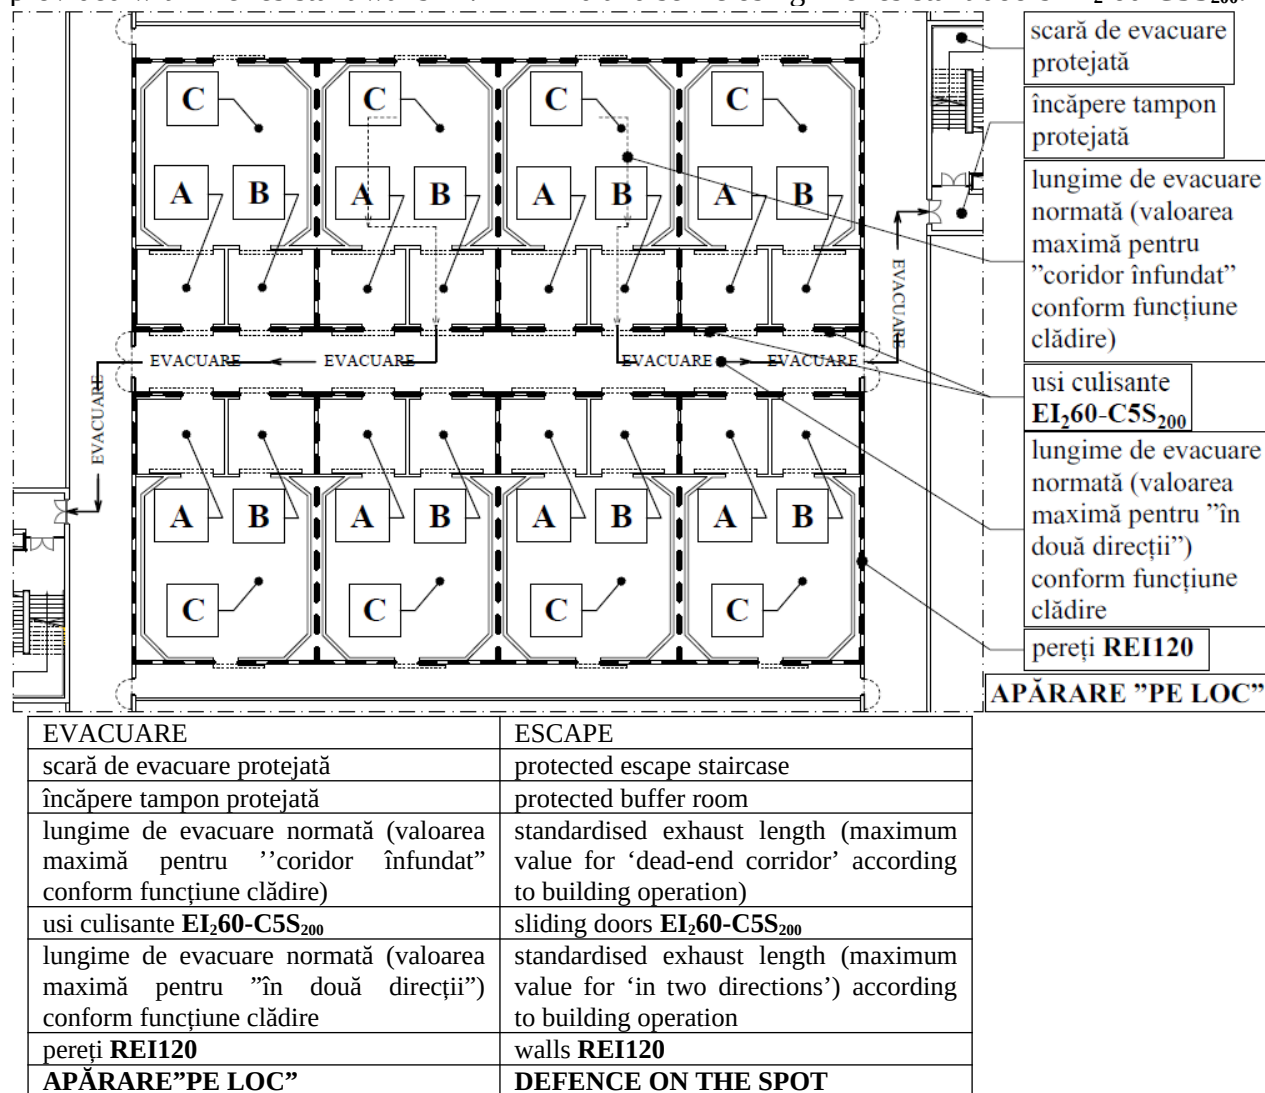 scară de evacuare
protejată
încăpere tampon
protejată
lungime de evacuare
normată (valoarea
maximă pentru
”coridor înfundat”
conform funcțiune
clădire)
usi culisante
EI₂60-C5S₂₀₀
lungime de evacuare
normată (valoarea
maximă pentru ”în
două direcții”)
conform funcțiune
clădire
pereți REI120
APĂRARE ”PE LOC”
C C C C
A B A B A B A B
EVACUARE
EVACUARE EVACUARE EVACUARE EVACUARE
EVACUARE
A B A B A B A B
C C C C
EVACUARE ESCAPE
scară de evacuare protejată protected escape staircase
încăpere tampon protejată protected buffer room
lungime de evacuare normată (valoarea standardised exhaust length (maximum
maximă pentru ’’coridor înfundat” value for ‘dead-end corridor’ according
conform funcțiune clădire) to building operation)
usi culisante EI₂60-C5S₂₀₀ sliding doors EI₂60-C5S₂₀₀
lungime de evacuare normată (valoarea standardised exhaust length (maximum
maximă pentru ”în două direcții”) value for ‘in two directions’) according
conform funcțiune clădire to building operation
pereți REI120 walls REI120
APĂRARE”PE LOC” DEFENCE ON THE SPOT